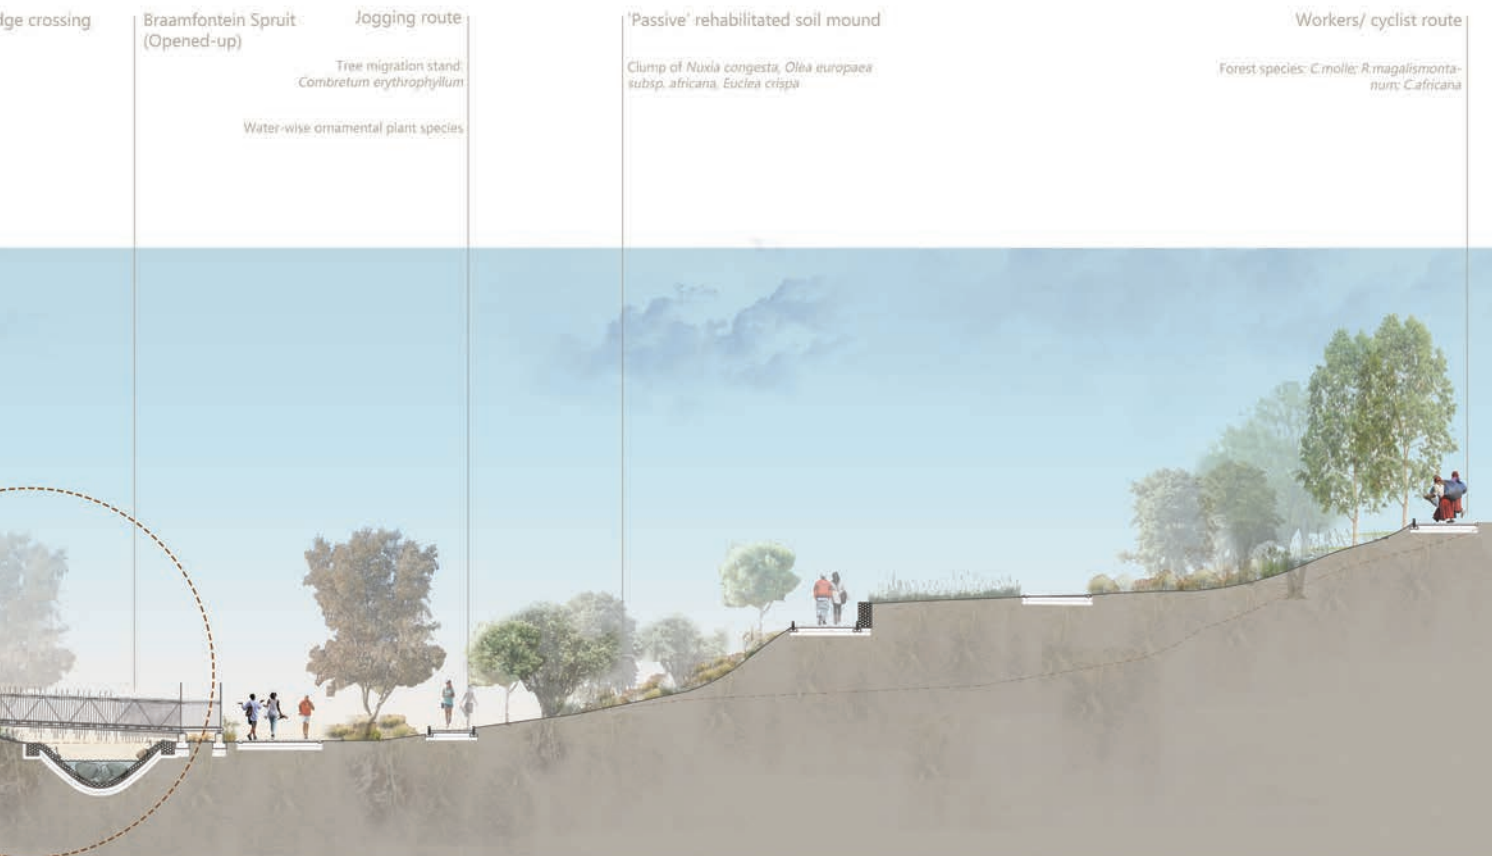 dge crossing
Braamfontein Spruit
(Opened-up)
Jogging route
Tree migration stand:
Combretum erythrophyllum
Water-wise ornamental plant species
'Passive' rehabilitated soil mound
Clump of Nuxia congesta, Olea europaea
subsp. africana, Euclea crispa
Workers/ cyclist route
Forest species: C.molle; R.magalismonta-
num; C.africana